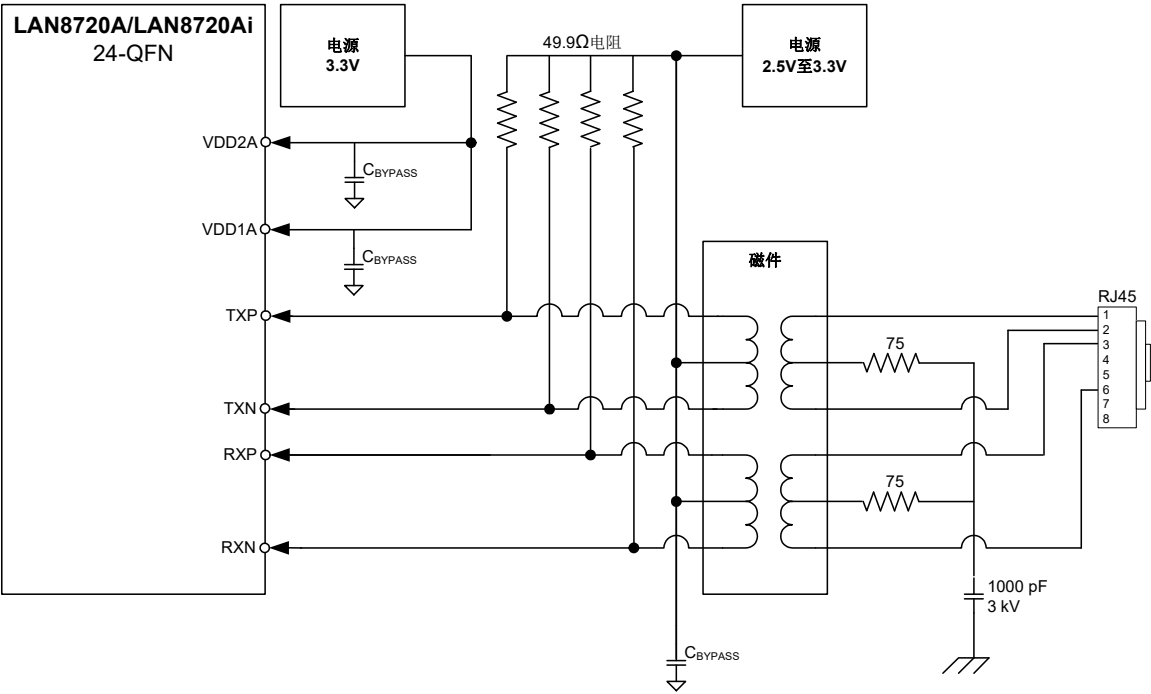 LAN8720A/LAN8720Ai
24-QFN
电源
3.3V
49.9Ω电阻
电源
2.5V至3.3V
VDD2A
CBYPASS
VDD1A
CBYPASS
磁件
RJ45
TXP
1
2
3
4
5
6
7
8
75
TXN
RXP
75
RXN
1000 pF
3 kV
CBYPASS